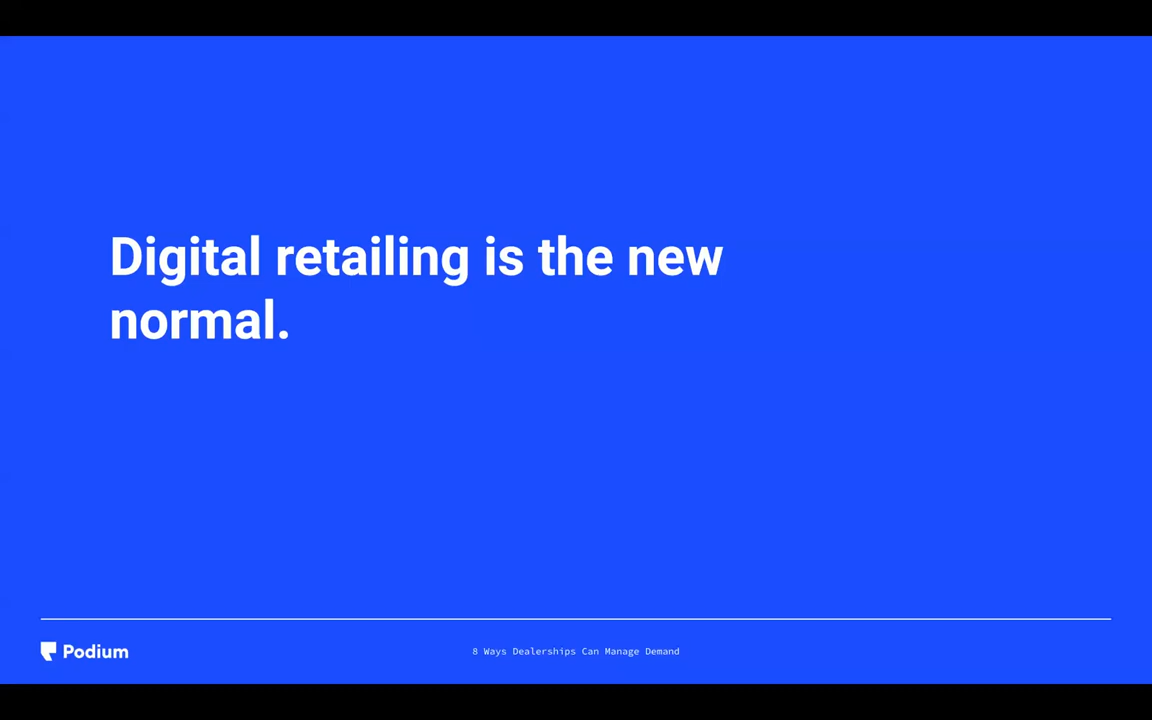 Digital retailing is the new
normal.
Podium
8 Ways Dealerships Can Manage Demand